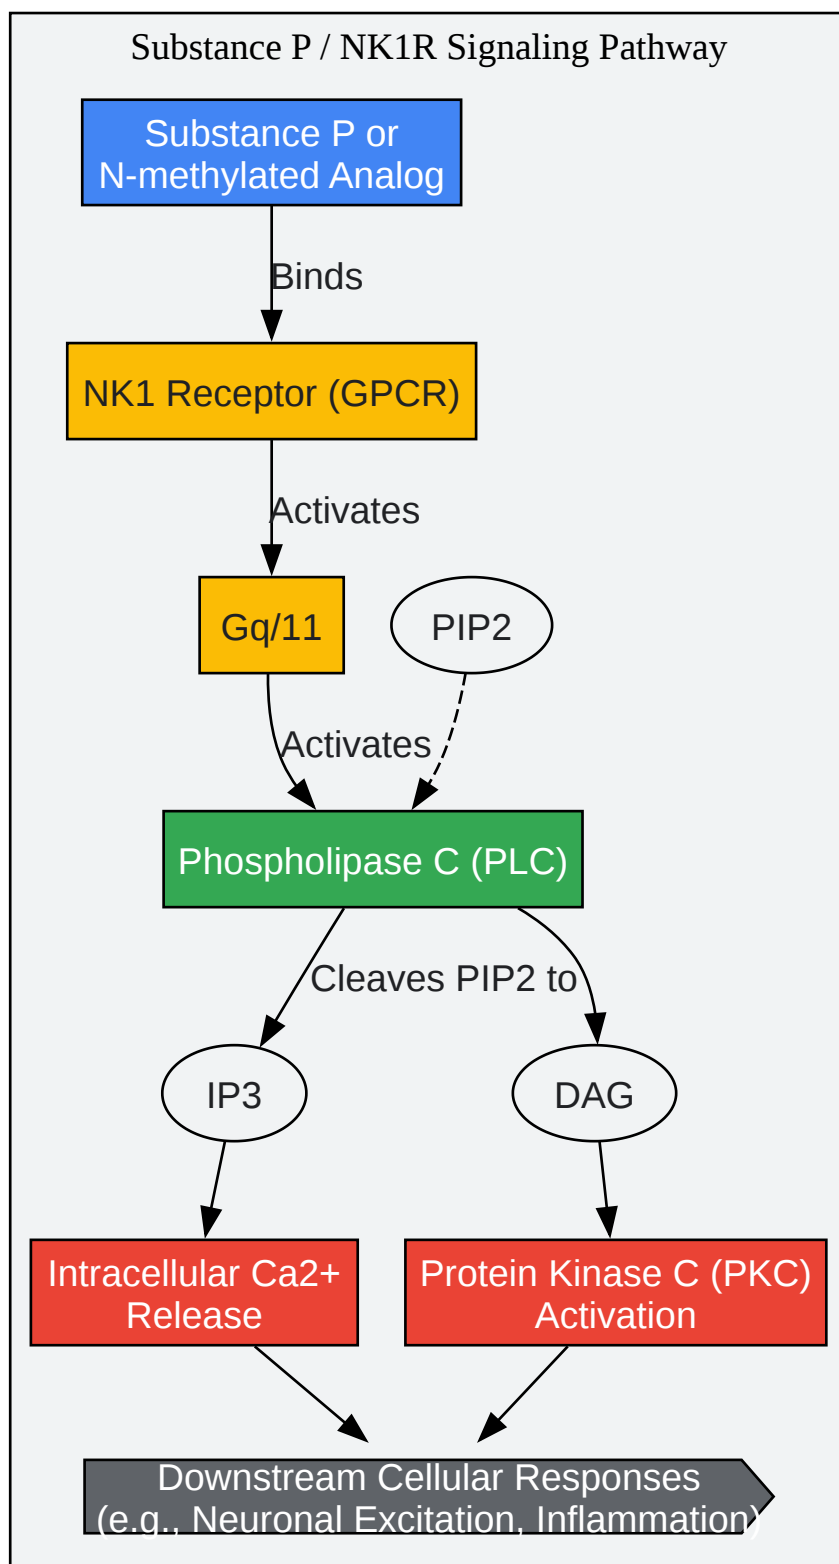 Substance P / NK1R Signaling Pathway
Substance P or
N-methylated Analog
Binds
NK1 Receptor (GPCR)
Activates
Gq/11
PIP2
Activates
Phospholipase C (PLC)
Cleaves PIP2 to
IP3
DAG
Intracellular Ca2+
Release
Protein Kinase C (PKC)
Activation
Downstream Cellular Responses
(e.g., Neuronal Excitation, Inflammation)